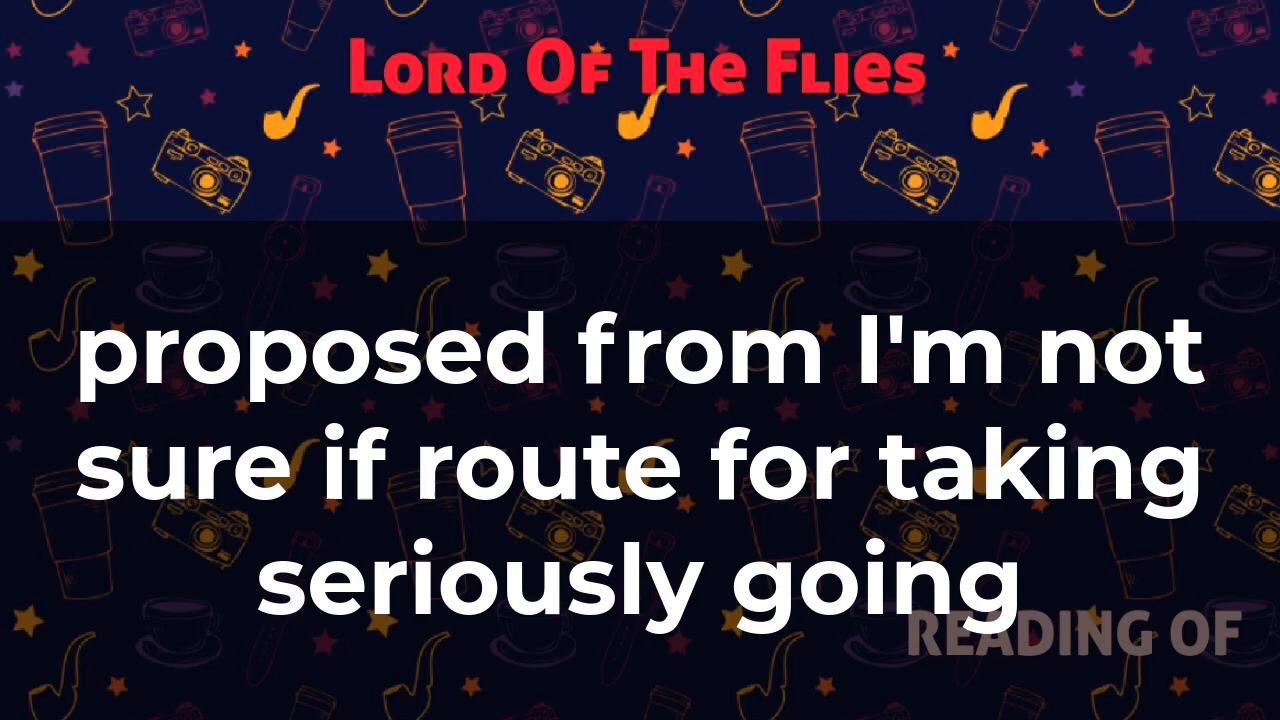 Lord Of The Flies
proposed from I'm not
sure if route for taking
seriously going
READING OF